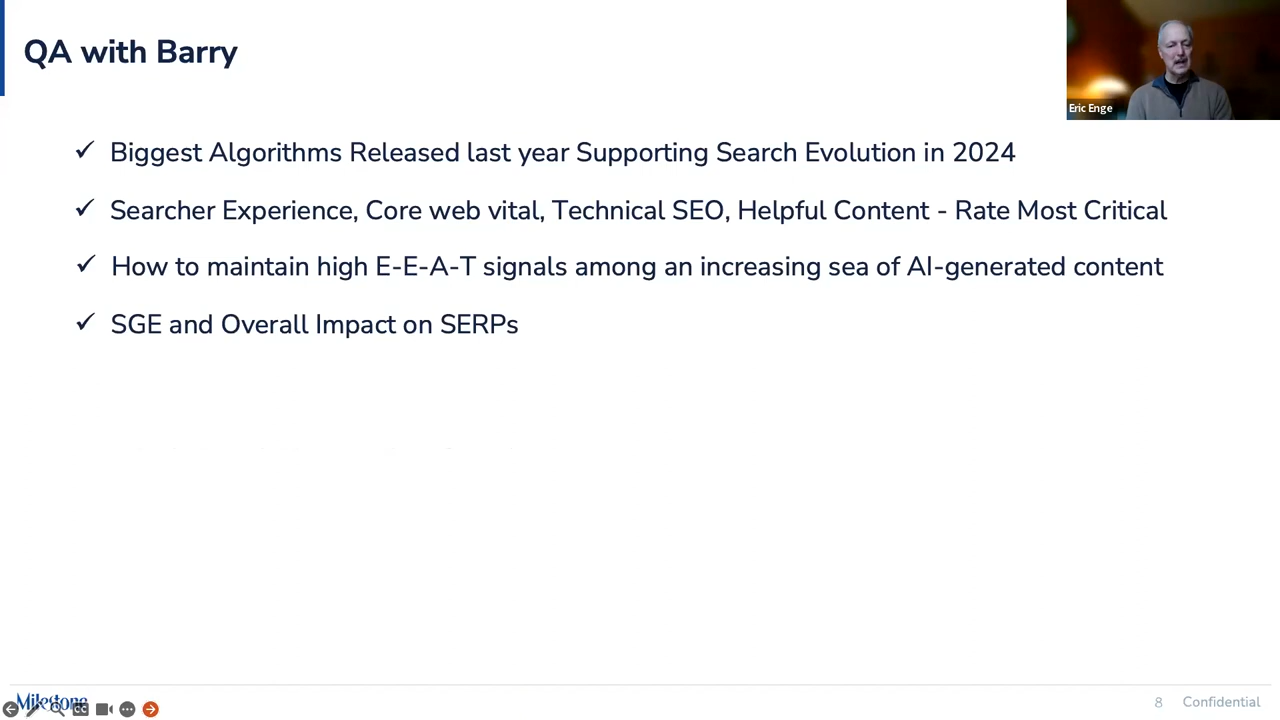 QA with Barry
Eric Enge
✓ Biggest Algorithms Released last year Supporting Search Evolution in 2024
✓ Searcher Experience, Core web vital, Technical SEO, Helpful Content - Rate Most Critical
✓ How to maintain high E-E-A-T signals among an increasing sea of AI-generated content
✓ SGE and Overall Impact on SERPs
Milestone
CC
8 Confidential